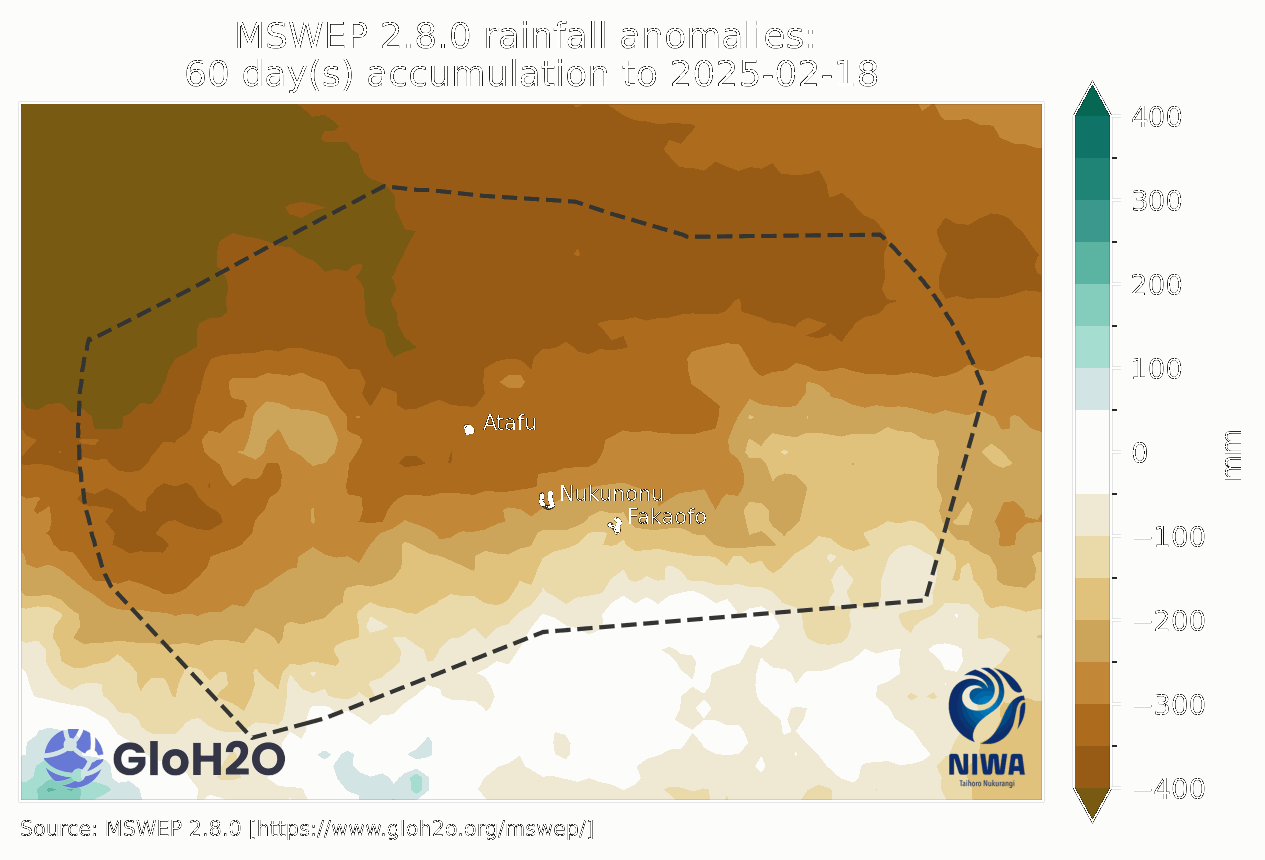 MSWEP 2.8.0 rainfall anomalies:
60 day(s) accumulation to 2025-02-18
400
300
200
100
0
−100
−200
−300
−400
mm
Atafu
Nukunonu
Fakaofo
GloH2O
NIWA
Taihoro Nukurangi
Source: MSWEP 2.8.0 [https://www.gloh2o.org/mswep/]